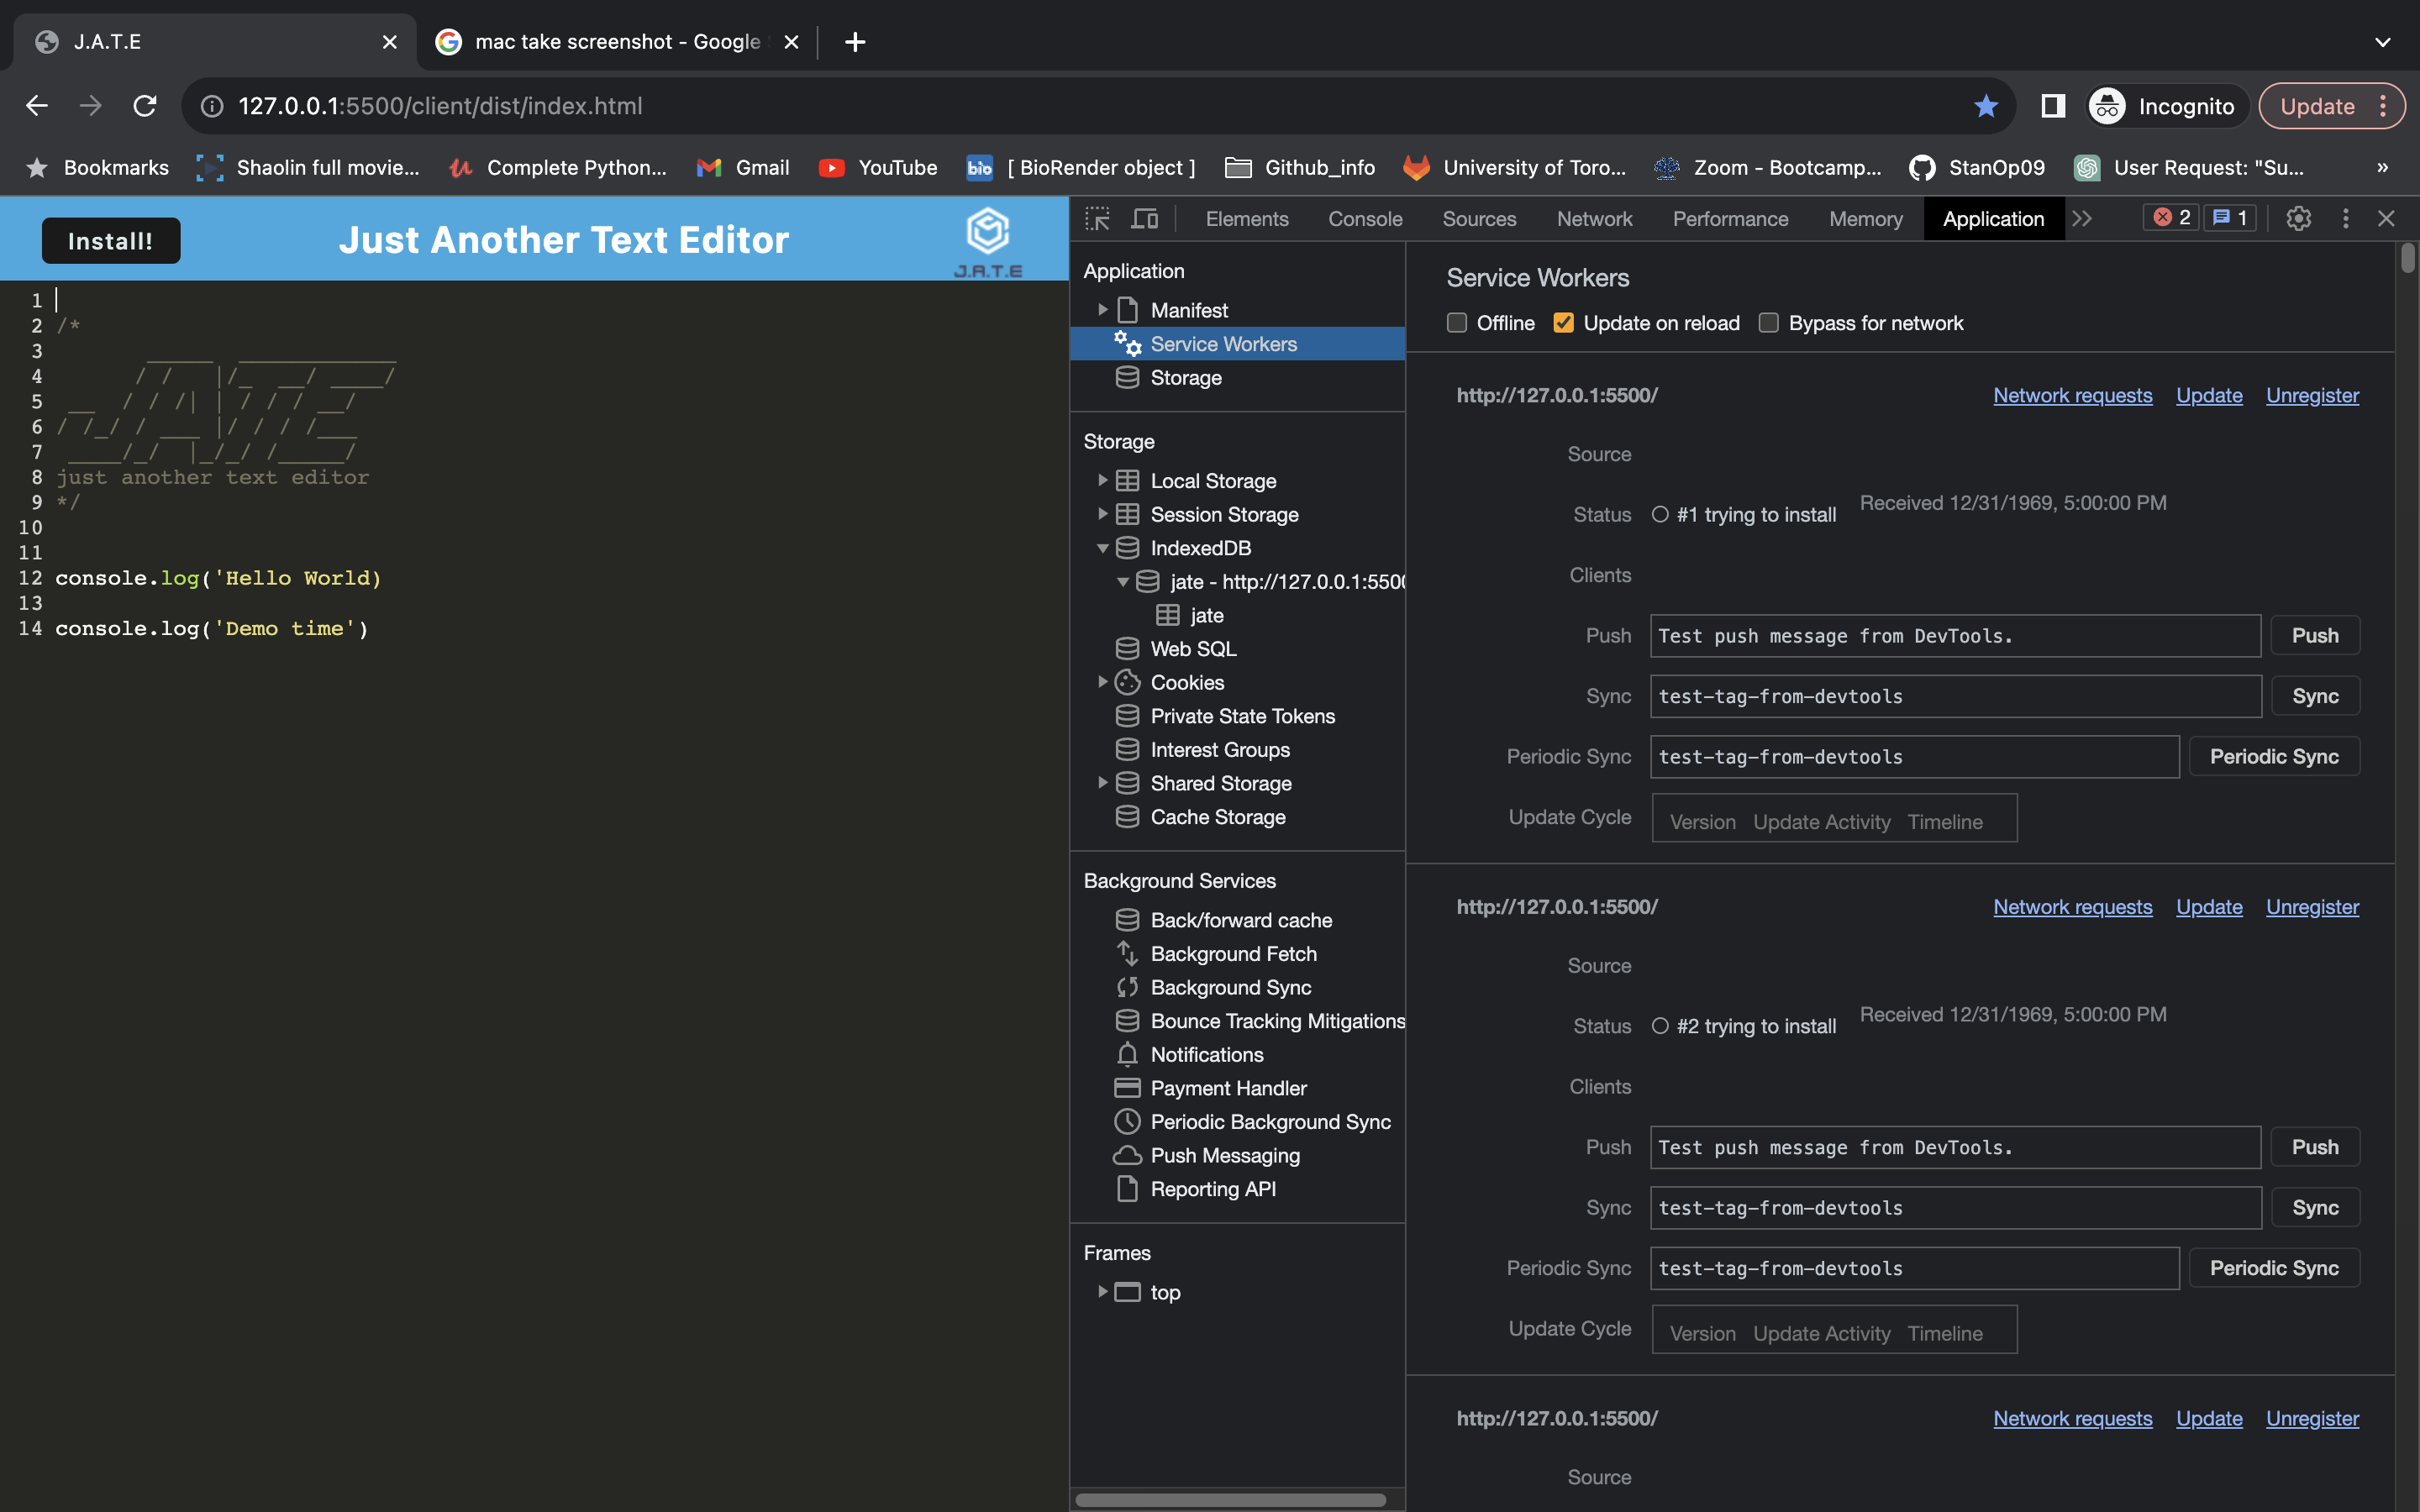 J.A.T.E
mac take screenshot - Google
127.0.0.1:5500/client/dist/index.html
Incognito
Update
Bookmarks
Shaolin full movie...
Complete Python...
Gmail
YouTube
bio
[ BioRender object ]
Github_info
University of Toro...
Zoom - Bootcamp...
StanOp09
User Request: "Su...
»
Install!
Just Another Text Editor
J.A.T.E
1
2 /*
3       _____  ____________
4      / /   |/_  __/ ____/
5 __  / / /| | / / / __/
6 / /_/ / ___ |/ / / /___
7 ____/_/  |_/_/ /_____/
8 just another text editor
9 */
10
11
12 console.log('Hello World)
13
14 console.log('Demo time')
Elements
Console
Sources
Network
Performance
Memory
Application
2
1
Application
Manifest
Service Workers
Storage
Storage
Local Storage
Session Storage
IndexedDB
jate - http://127.0.0.1:5500
jate
Web SQL
Cookies
Private State Tokens
Interest Groups
Shared Storage
Cache Storage
Background Services
Back/forward cache
Background Fetch
Background Sync
Bounce Tracking Mitigations
Notifications
Payment Handler
Periodic Background Sync
Push Messaging
Reporting API
Frames
top
Service Workers
Offline
Update on reload
Bypass for network
http://127.0.0.1:5500/
Network requests
Update
Unregister
Source
Received 12/31/1969, 5:00:00 PM
Status #1 trying to install
Clients
Push Test push message from DevTools. Push
Sync test-tag-from-devtools Sync
Periodic Sync test-tag-from-devtools Periodic Sync
Update Cycle Version Update Activity Timeline
http://127.0.0.1:5500/
Network requests
Update
Unregister
Source
Received 12/31/1969, 5:00:00 PM
Status #2 trying to install
Clients
Push Test push message from DevTools. Push
Sync test-tag-from-devtools Sync
Periodic Sync test-tag-from-devtools Periodic Sync
Update Cycle Version Update Activity Timeline
http://127.0.0.1:5500/
Network requests
Update
Unregister
Source